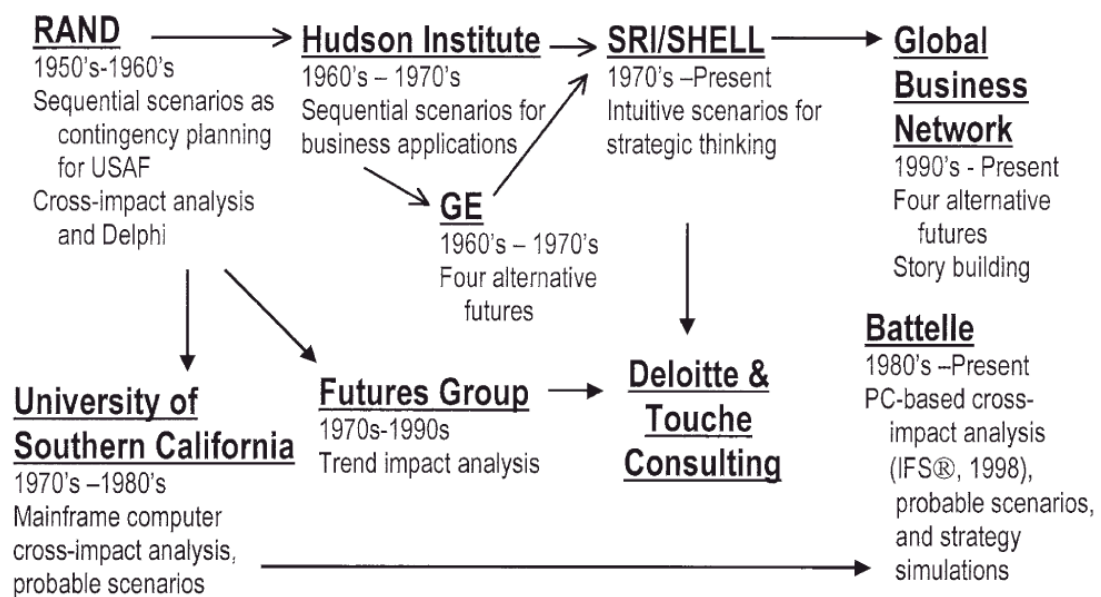 RAND
1950's-1960's
Sequential scenarios as
contingency planning
for USAF
Cross-impact analysis
and Delphi
Hudson Institute
1960's – 1970's
Sequential scenarios for
business applications
GE
1960's – 1970's
Four alternative
futures
SRI/SHELL
1970's –Present
Intuitive scenarios for
strategic thinking
Global
Business
Network
1990's - Present
Four alternative
futures
Story building
University of
Southern California
1970's –1980's
Mainframe computer
cross-impact analysis,
probable scenarios
Futures Group
1970s-1990s
Trend impact analysis
Deloitte &
Touche
Consulting
Battelle
1980's –Present
PC-based cross-
impact analysis
(IFS®, 1998),
probable scenarios,
and strategy
simulations